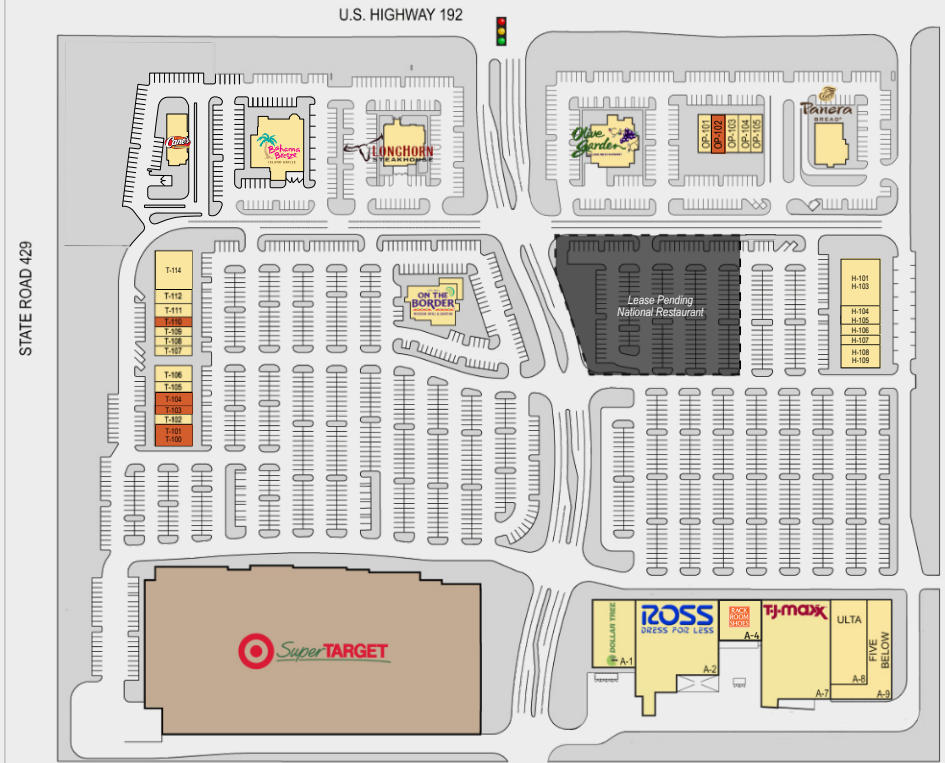 U.S. HIGHWAY 192
STATE ROAD 429
Canes
Bahama
Breeze
ISLAND GRILLE
LONGHORN
STEAKHOUSE
Olive
Garden
OP-101
OP-102
OP-103
OP-104
OP-105
Panera
BREAD
T-114
T-112
T-111
T-110
T-109
T-108
T-107
T-106
T-105
T-104
T-103
T-102
T-101
T-100
ON THE
BORDER
Lease Pending
National Restaurant
H-101
H-103
H-104
H-105
H-106
H-107
H-108
H-109
SuperTARGET
DOLLAR TREE
A-1
ROSS
DRESS FOR LESS
A-2
RACK
ROOM
SHOES
A-4
T·J·maxx
A-7
ULTA
A-8
FIVE
BELOW
A-9